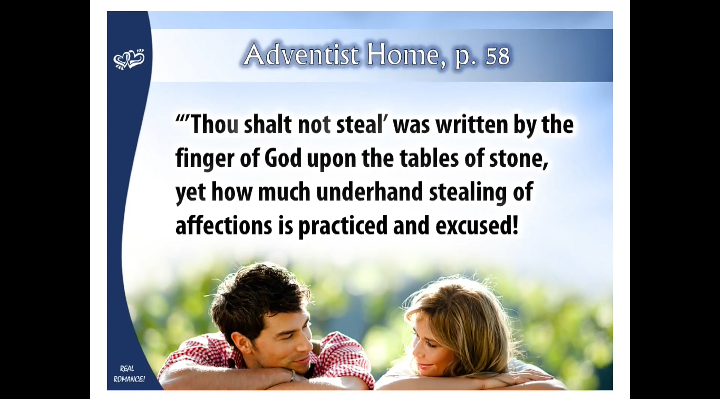 Adventist Home, p. 58
“‘Thou shalt not steal’ was written by the
finger of God upon the tables of stone,
yet how much underhand stealing of
affections is practiced and excused!
REAL
ROMANCE!